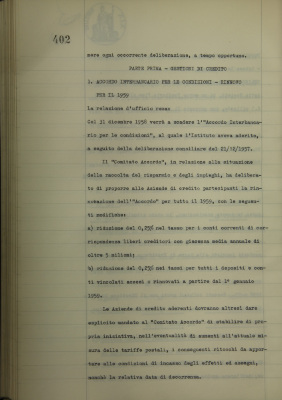 402
mere ogni occorrente deliberazione, a tempo opportuno.
PARTE PRIMA - GESTIONI DI CREDITO
1. ACCORDO INTERBANCARIO PER LE CONDIZIONI - RINNOVO
PER IL 1959
La relazione d'ufficio reca:
Col 31 dicembre 1958 verrà a scadere l'"Accordo Interbanca-
rio per le condizioni", al quale l'Istituto aveva aderito,
a seguito della deliberazione consiliare del 21/12/1957.
Il "Comitato Accordo", in relazione alla situazione
della raccolta del risparmio e degli impieghi, ha delibera-
to di proporre alle Aziende di credito partecipanti la rin-
novazione dell'"Accordo" per tutto il 1959, con le seguen-
ti modifiche:
a) riduzione del 0,25% nel tasso per i conti correnti di cor-
rispondenza liberi creditori con giacenza media annuale di
oltre 5 milioni;
b) riduzione del 0,25% nei tassi per tutti i depositi e con-
ti vincolati accesi o rinnovati a partire dal 1° gennaio
1959.
Le Aziende di credito aderenti dovranno altresì dare
esplicito mandato al "Comitato Accordo" di stabilire di pro-
pria iniziativa, nell'eventualità di aumenti all'attuale mi-
sura delle tariffe postali, i conseguenti ritocchi da appor-
tare alle condizioni di incasso degli effetti ed assegni,
nonchè la relativa data di decorrenza.